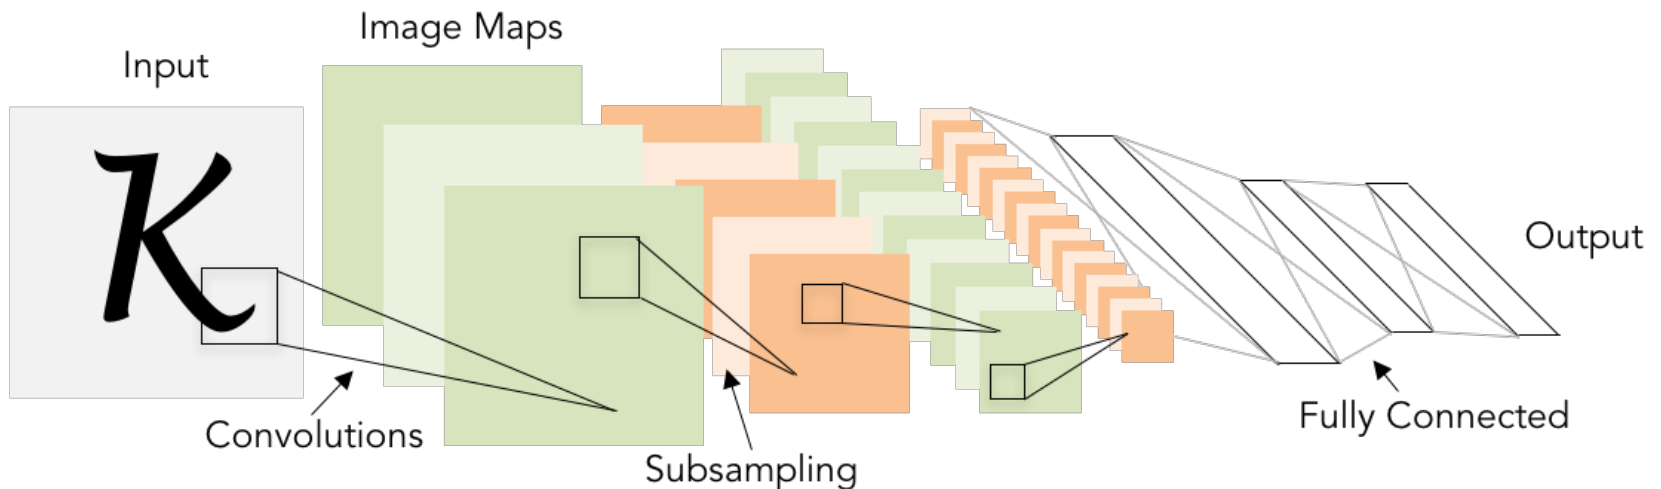 Image Maps
Input
K
Output
Convolutions
Subsampling
Fully Connected